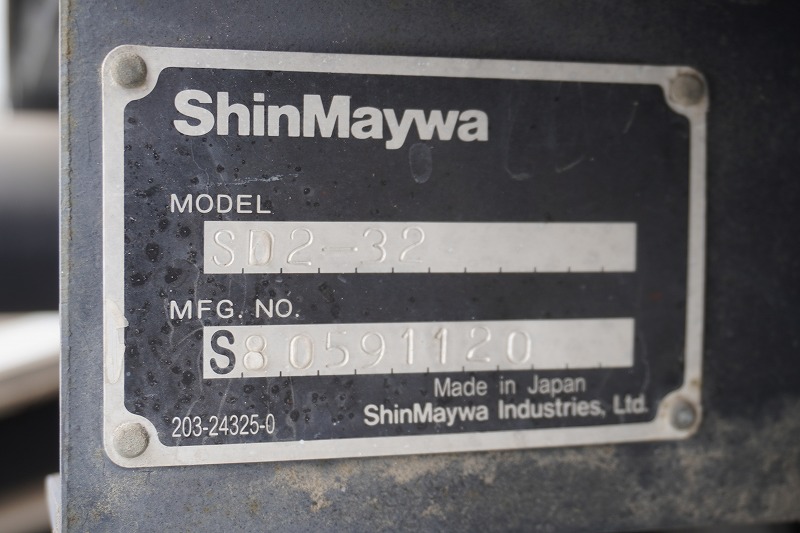 ShinMaywa
MODEL
SD2-32
MFG. NO.
S80591120
Made in Japan
203-24325-0
ShinMaywa Industries, Ltd.